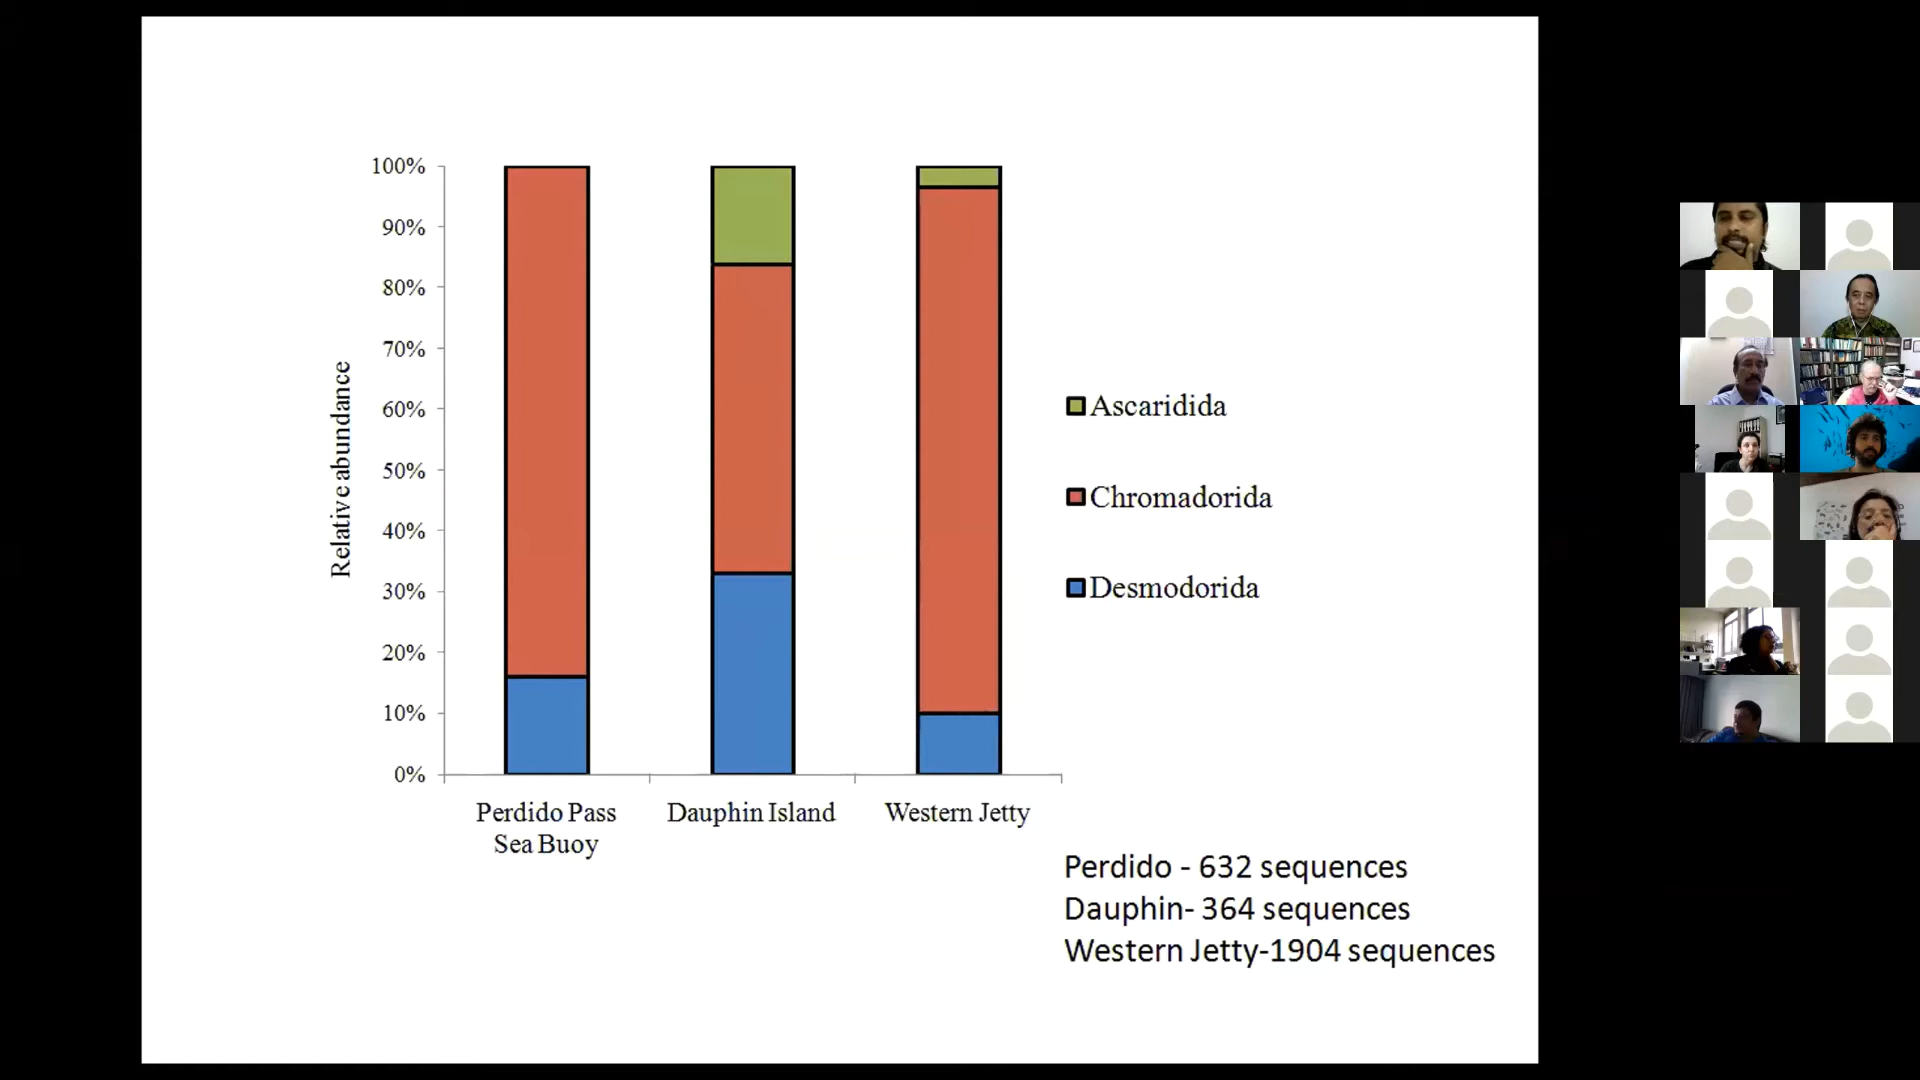 100%
90%
80%
70%
60%
50%
40%
30%
20%
10%
0%
Relative abundance
Perdido Pass
Sea Buoy
Dauphin Island
Western Jetty
Ascaridida
Chromadorida
Desmodorida
Perdido - 632 sequences
Dauphin- 364 sequences
Western Jetty-1904 sequences